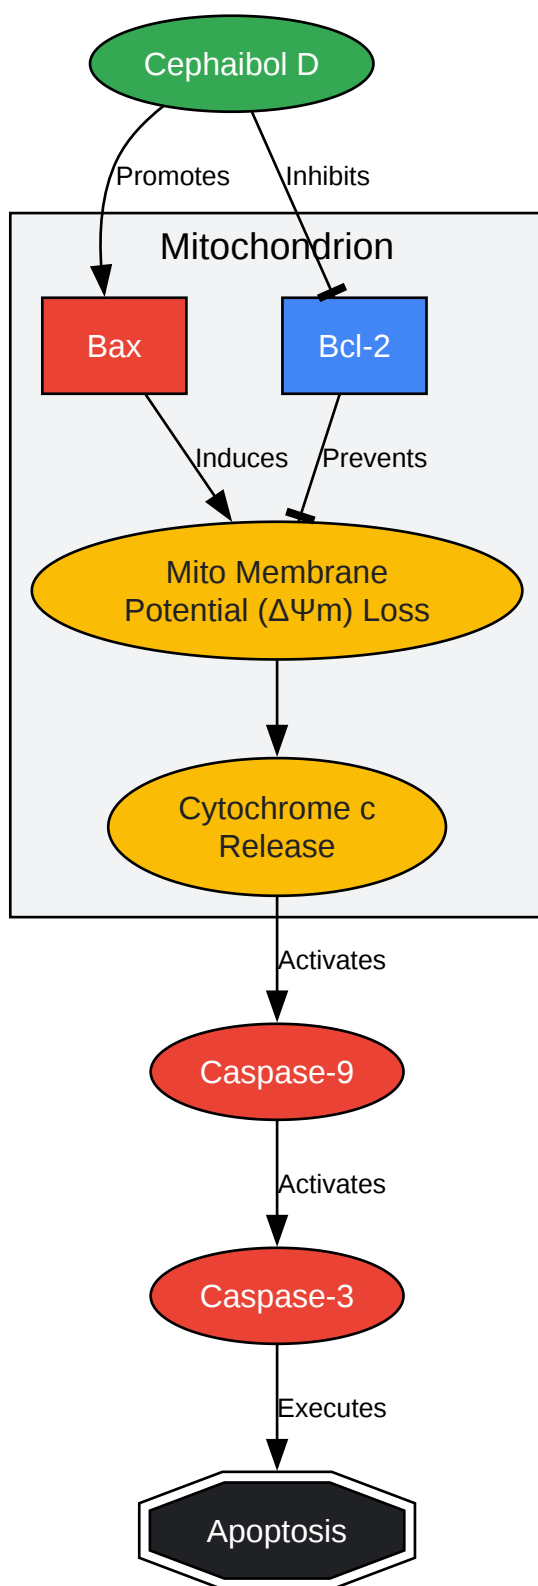 Cephaibol D
Promotes
Inhibits
Mitochondrion
Bax
Bcl-2
Induces
Prevents
Mito Membrane
Potential (ΔΨm) Loss
Cytochrome c
Release
Activates
Caspase-9
Activates
Caspase-3
Executes
Apoptosis